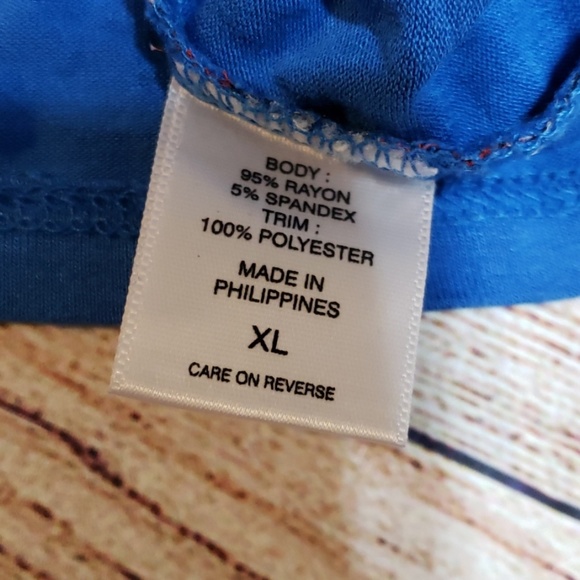 BODY :
95% RAYON
5% SPANDEX
TRIM :
100% POLYESTER
MADE IN
PHILIPPINES
XL
CARE ON REVERSE